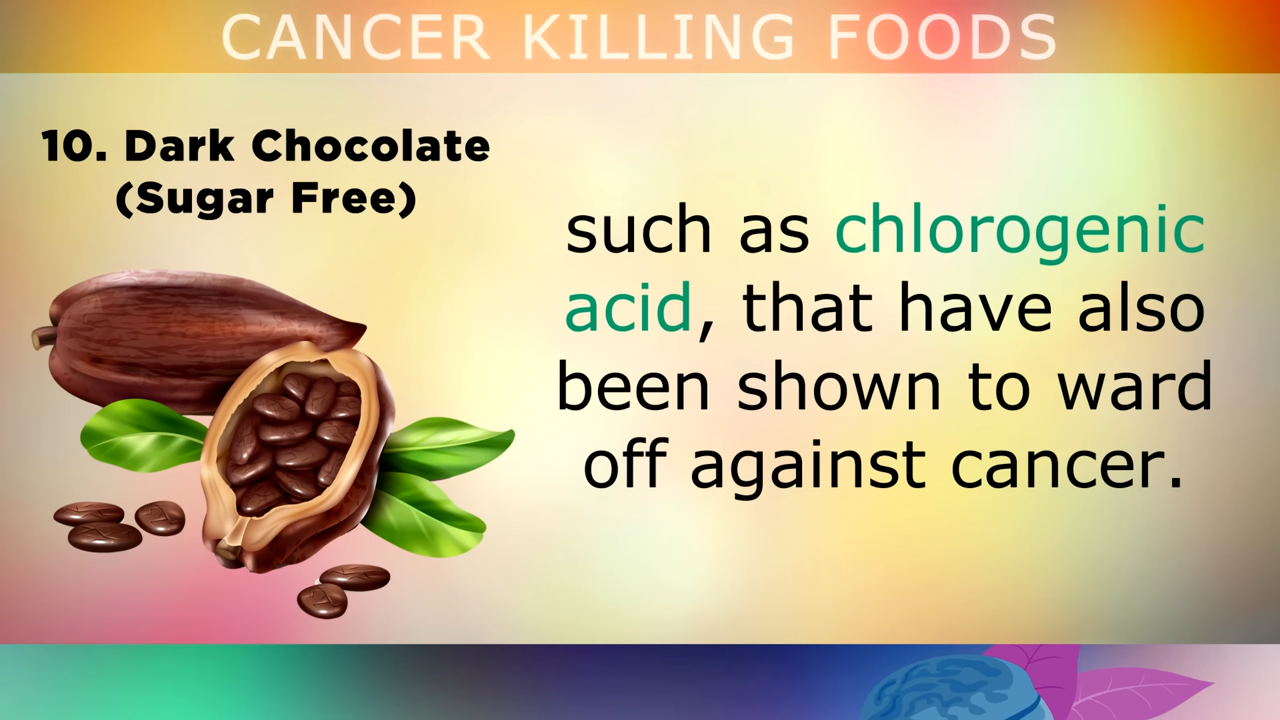 CANCER KILLING FOODS
10. Dark Chocolate
(Sugar Free)
such as chlorogenic
acid, that have also
been shown to ward
off against cancer.